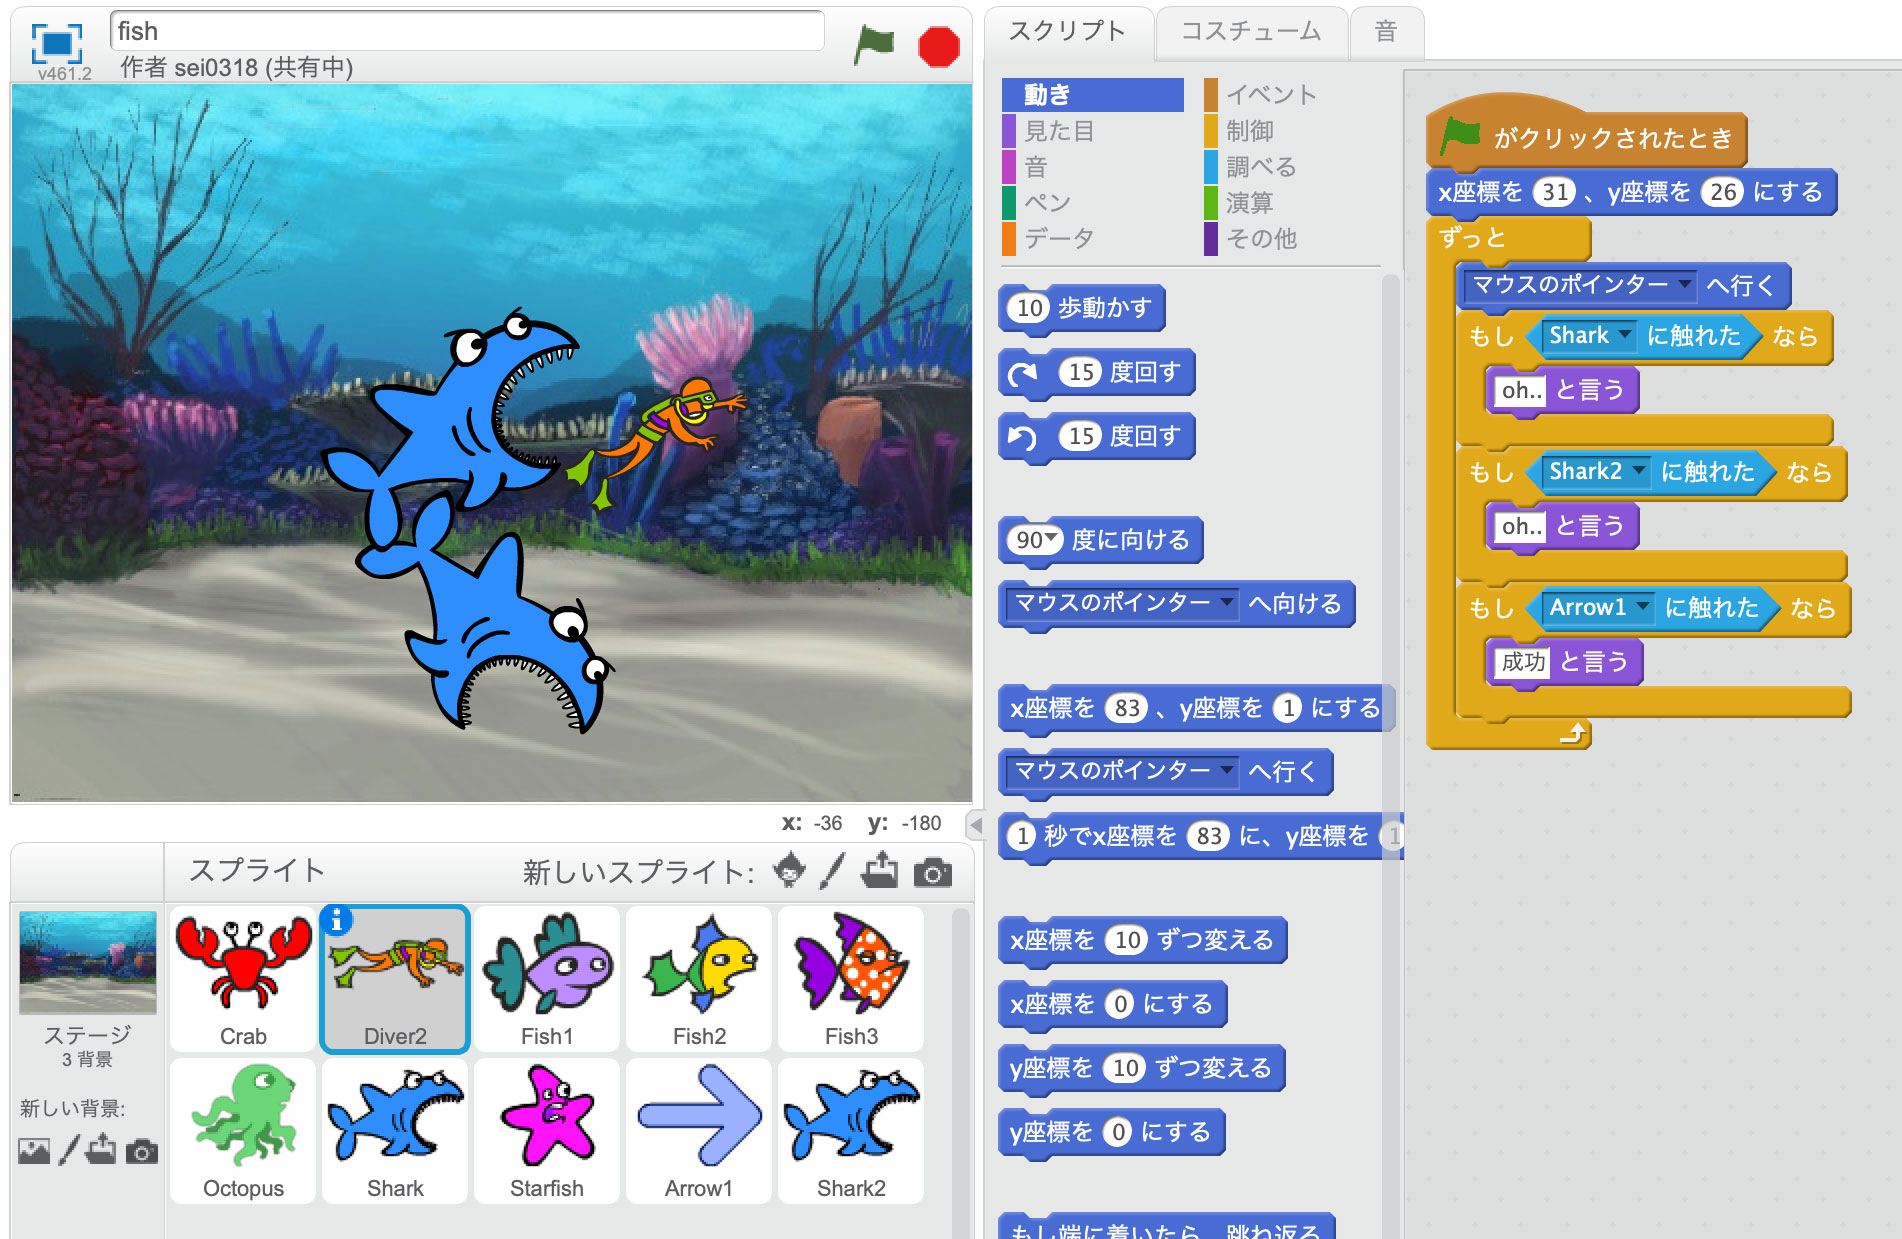 fish
v461.2
作者 sei0318 (共有中)
x: -36 y: -180
スプライト
新しいスプライト:
ステージ
3 背景
新しい背景:
Crab
Diver2
Fish1
Fish2
Fish3
Octopus
Shark
Starfish
Arrow1
Shark2
スクリプト
コスチューム
音
動き
見た目
音
ペン
データ
イベント
制御
調べる
演算
その他
10 歩動かす
15 度回す
15 度回す
90 度に向ける
マウスのポインター へ向ける
x座標を 83 、y座標を 1 にする
マウスのポインター へ行く
1 秒でx座標を 83 に、y座標を 1
x座標を 10 ずつ変える
x座標を 0 にする
y座標を 10 ずつ変える
y座標を 0 にする
もし端に着いたら、跳ね返る
がクリックされたとき
x座標を 31 、y座標を 26 にする
ずっと
マウスのポインター へ行く
もし Shark に触れた なら
oh.. と言う
もし Shark2 に触れた なら
oh.. と言う
もし Arrow1 に触れた なら
成功 と言う